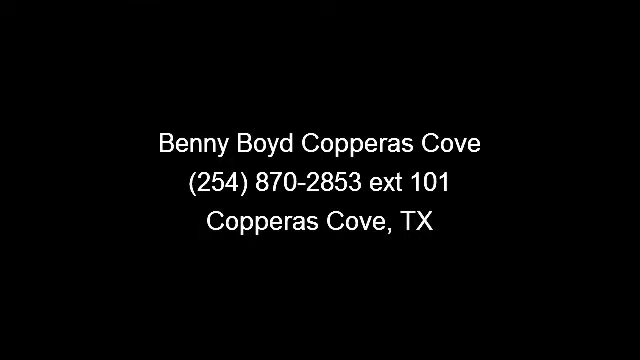 Benny Boyd Copperas Cove
(254) 870-2853 ext 101
Copperas Cove, TX